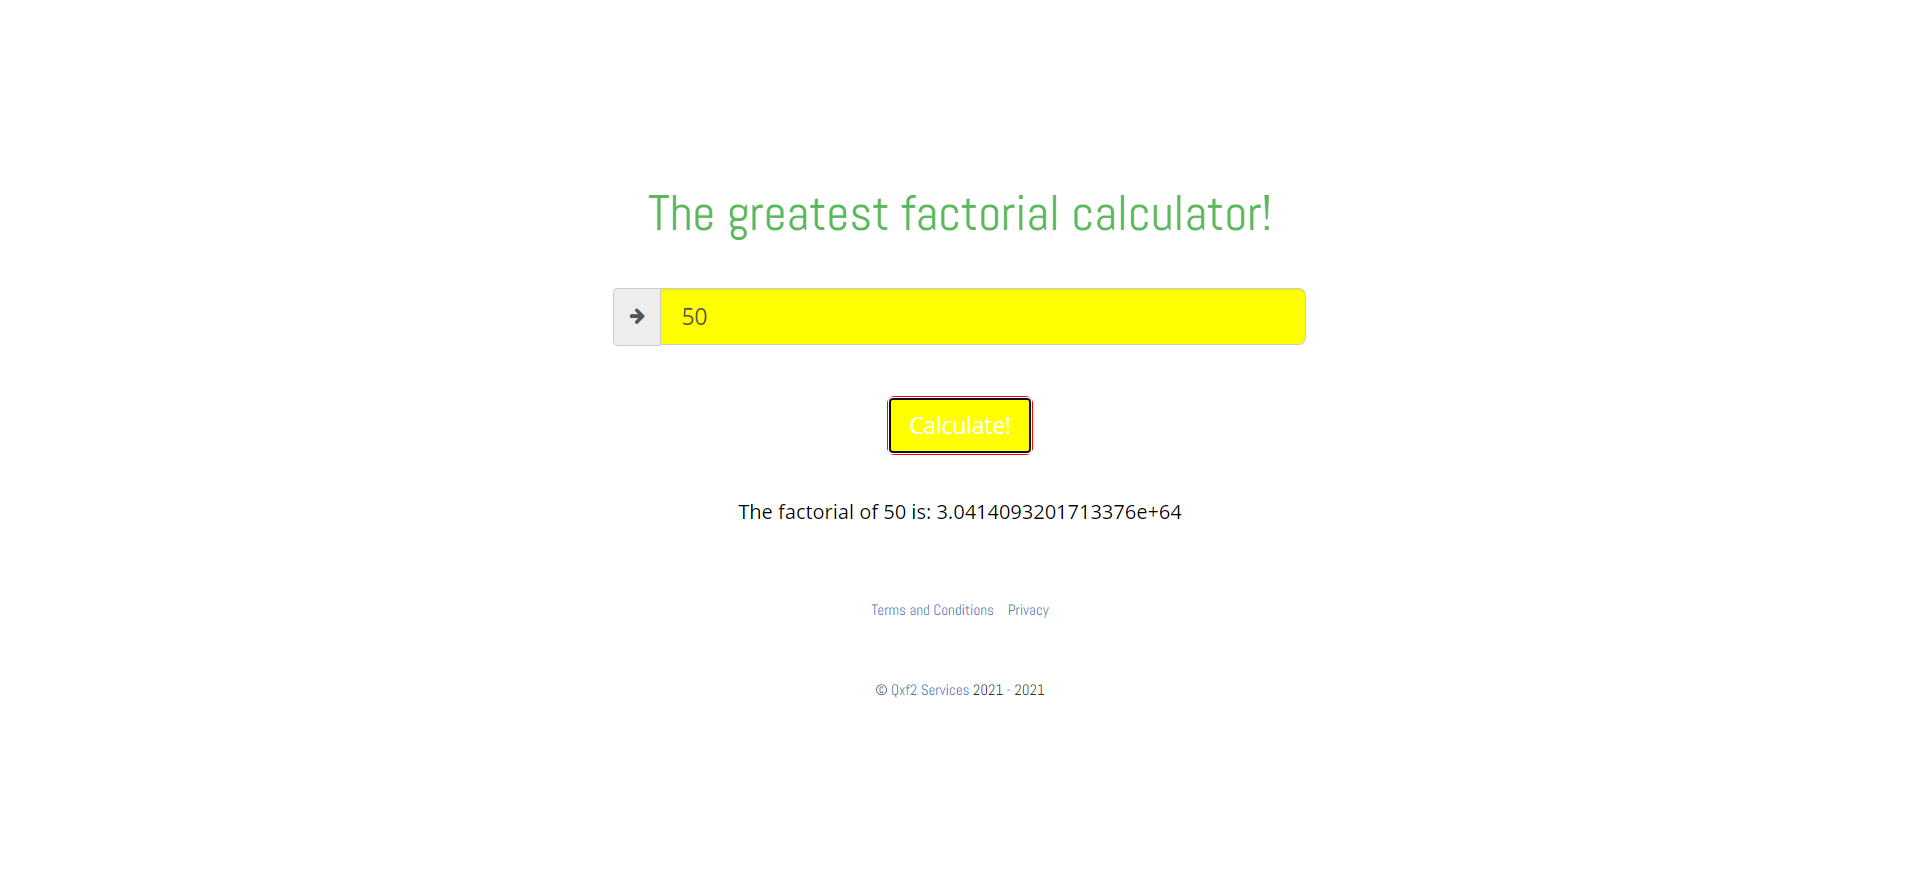 The greatest factorial calculator!
50
Calculate!
The factorial of 50 is: 3.0414093201713376e+64
Terms and Conditions Privacy
© Qxf2 Services 2021 - 2021